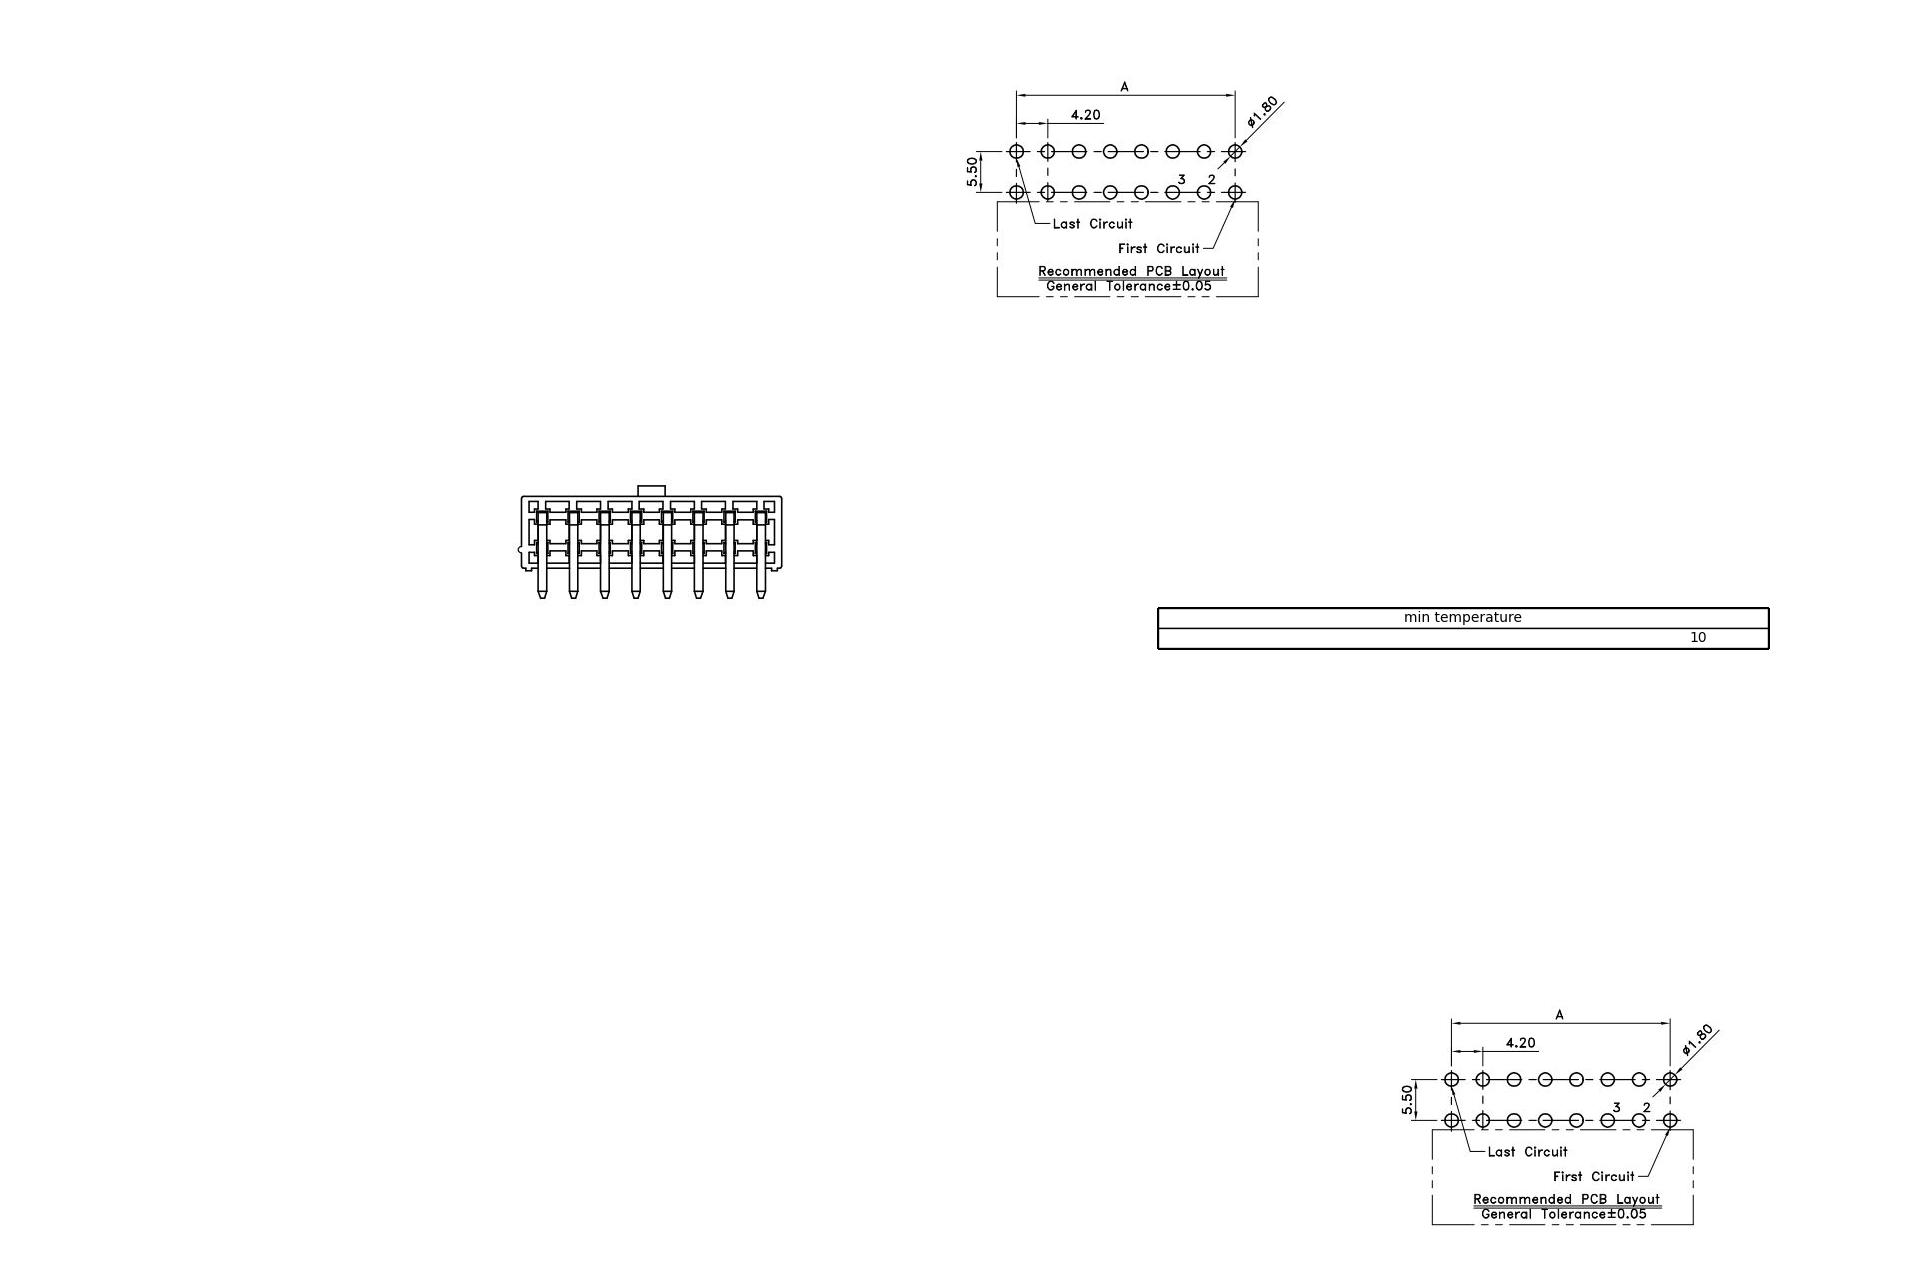 A
4.20
ø1.80
5.50
3 2
Last Circuit
First Circuit
Recommended PCB Layout
General Tolerance±0.05
min temperature
10
A
4.20
ø1.80
5.50
3 2
Last Circuit
First Circuit
Recommended PCB Layout
General Tolerance±0.05